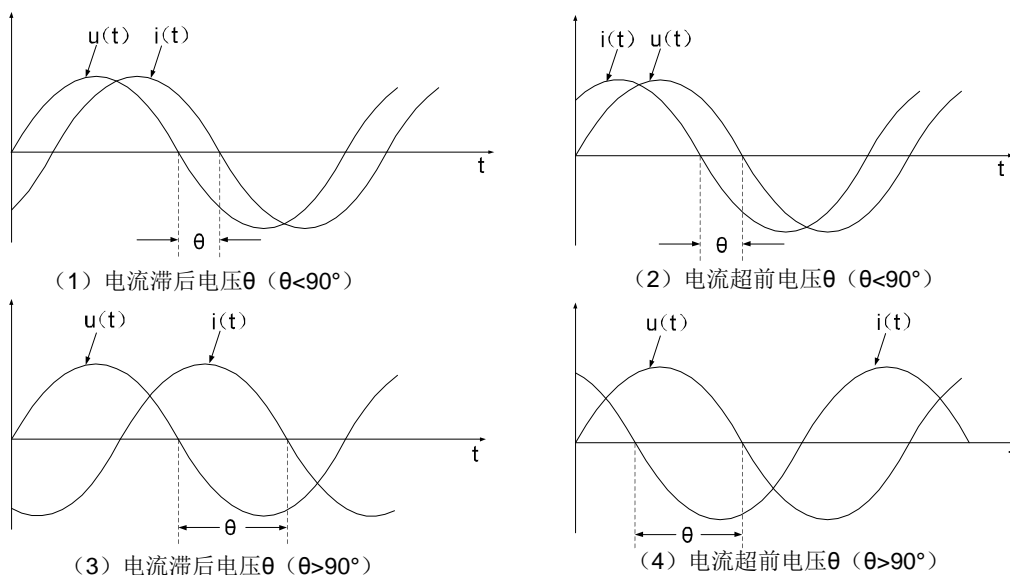 u(t)
i(t)
t
θ
（1）电流滞后电压θ（θ<90°）
i(t)
u(t)
t
θ
（2）电流超前电压θ（θ<90°）
u(t)
i(t)
t
θ
（3）电流滞后电压θ（θ>90°）
u(t)
i(t)
θ
（4）电流超前电压θ（θ>90°）